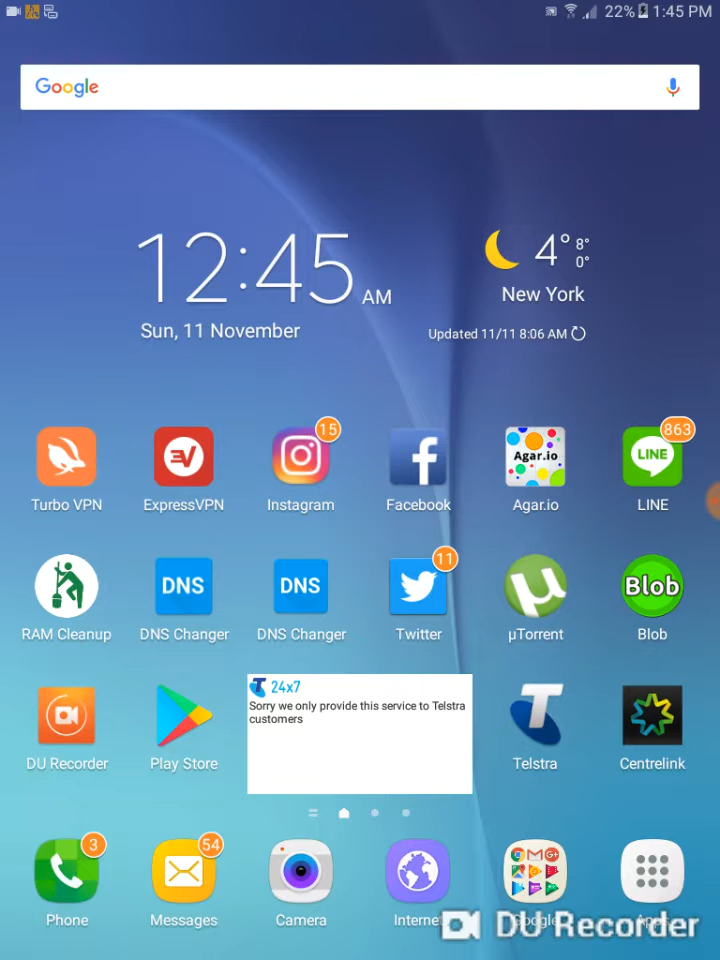 22% 1:45 PM
Google
12:45 AM
Sun, 11 November
4° 8°
0°
New York
Updated 11/11 8:06 AM
15
863
Agar.io
LINE
Turbo VPN ExpressVPN Instagram Facebook Agar.io LINE
11
DNS DNS Blob
RAM Cleanup DNS Changer DNS Changer Twitter µTorrent Blob
24x7
Sorry we only provide this service to Telstra
customers
DU Recorder Play Store Telstra Centrelink
3 54
Phone Messages Camera Internet Google Apps
DU Recorder